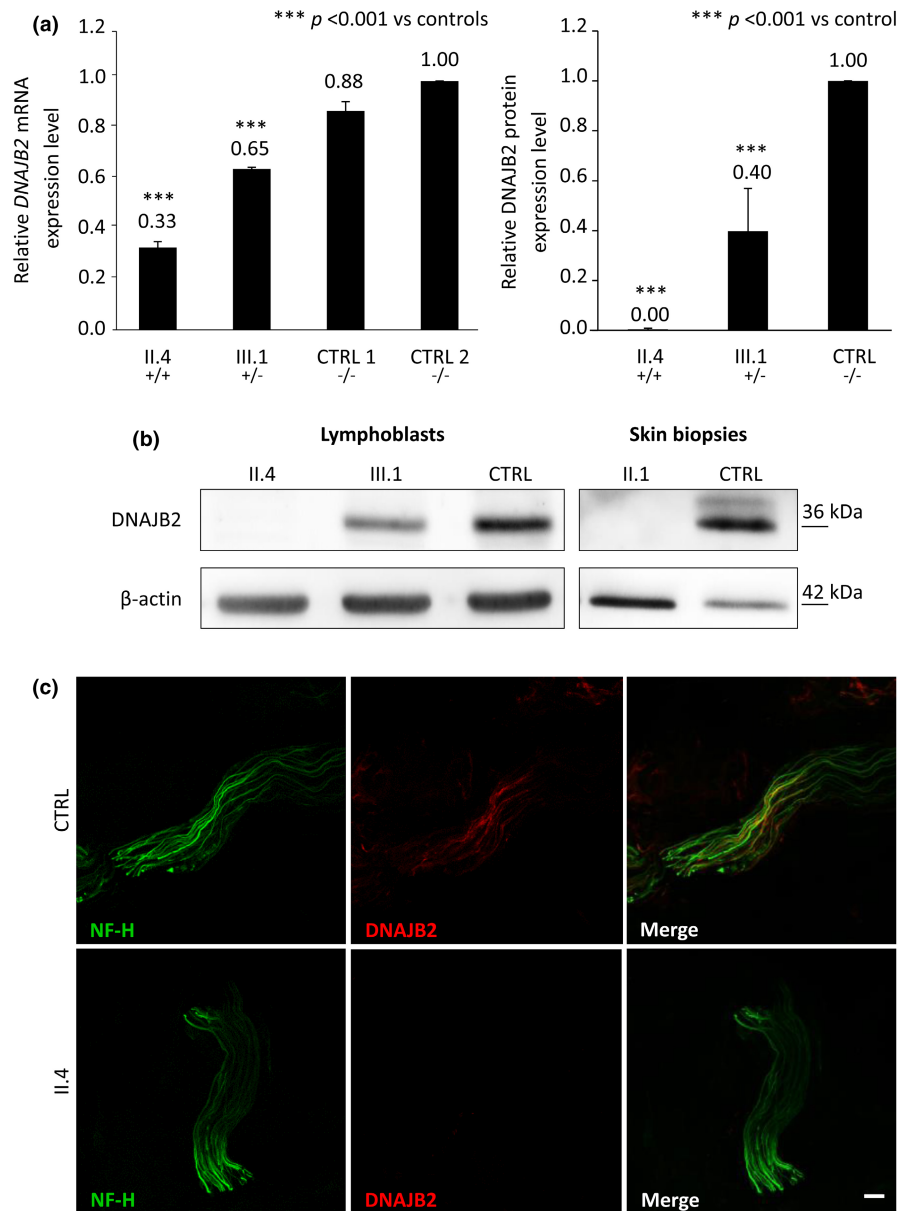 (a)
*** p <0.001 vs controls
Relative DNAJB2 mRNA
expression level
1.2
1.0
0.8
0.6
0.4
0.2
0.0
*** 
0.33
***
0.65
0.88
1.00
II.4 III.1 CTRL 1 CTRL 2
+/+ +/- -/- -/-
*** p <0.001 vs control
Relative DNAJB2 protein
expression level
1.2
1.0
0.8
0.6
0.4
0.2
0.0
***
0.00
***
0.40
1.00
II.4 III.1 CTRL
+/+ +/- -/-
(b)
Lymphoblasts Skin biopsies
II.4 III.1 CTRL II.1 CTRL
DNAJB2 36 kDa
β-actin 42 kDa
(c)
CTRL
NF-H DNAJB2 Merge
II.4
NF-H DNAJB2 Merge